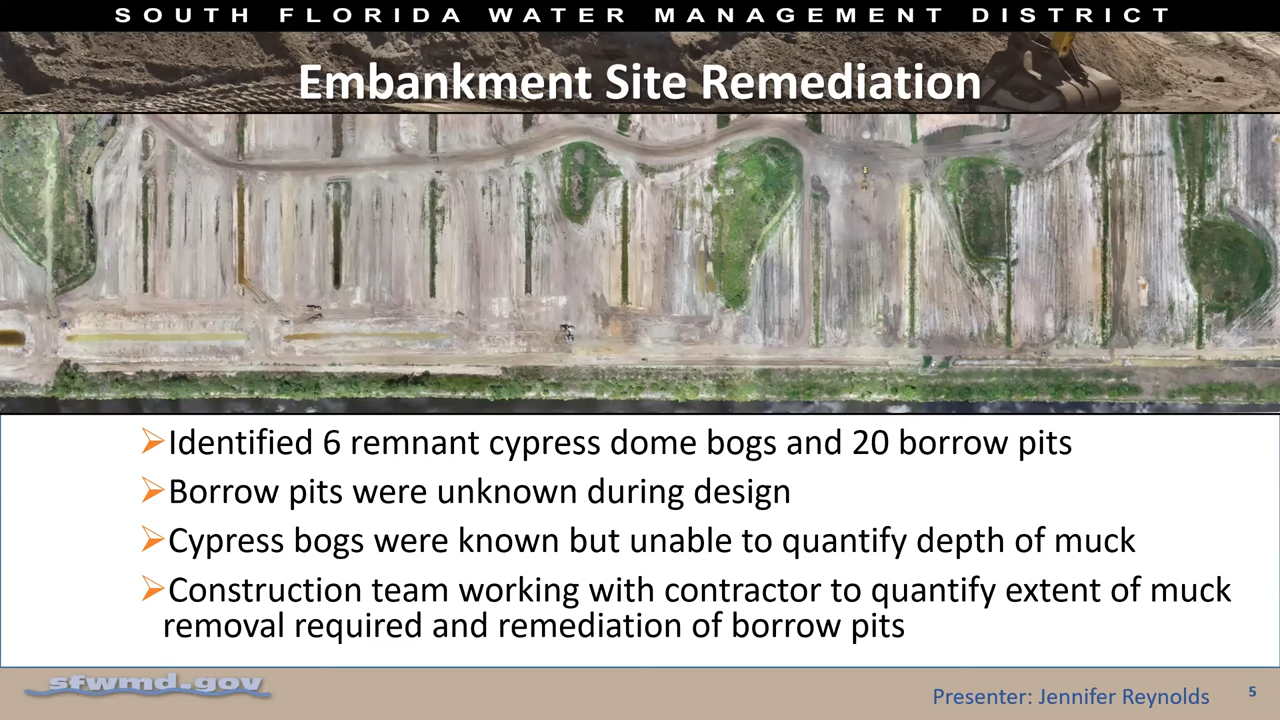 SOUTH FLORIDA WATER MANAGEMENT DISTRICT
Embankment Site Remediation
➢Identified 6 remnant cypress dome bogs and 20 borrow pits
➢Borrow pits were unknown during design
➢Cypress bogs were known but unable to quantify depth of muck
➢Construction team working with contractor to quantify extent of muck
removal required and remediation of borrow pits
sfwmd.gov
Presenter: Jennifer Reynolds
5